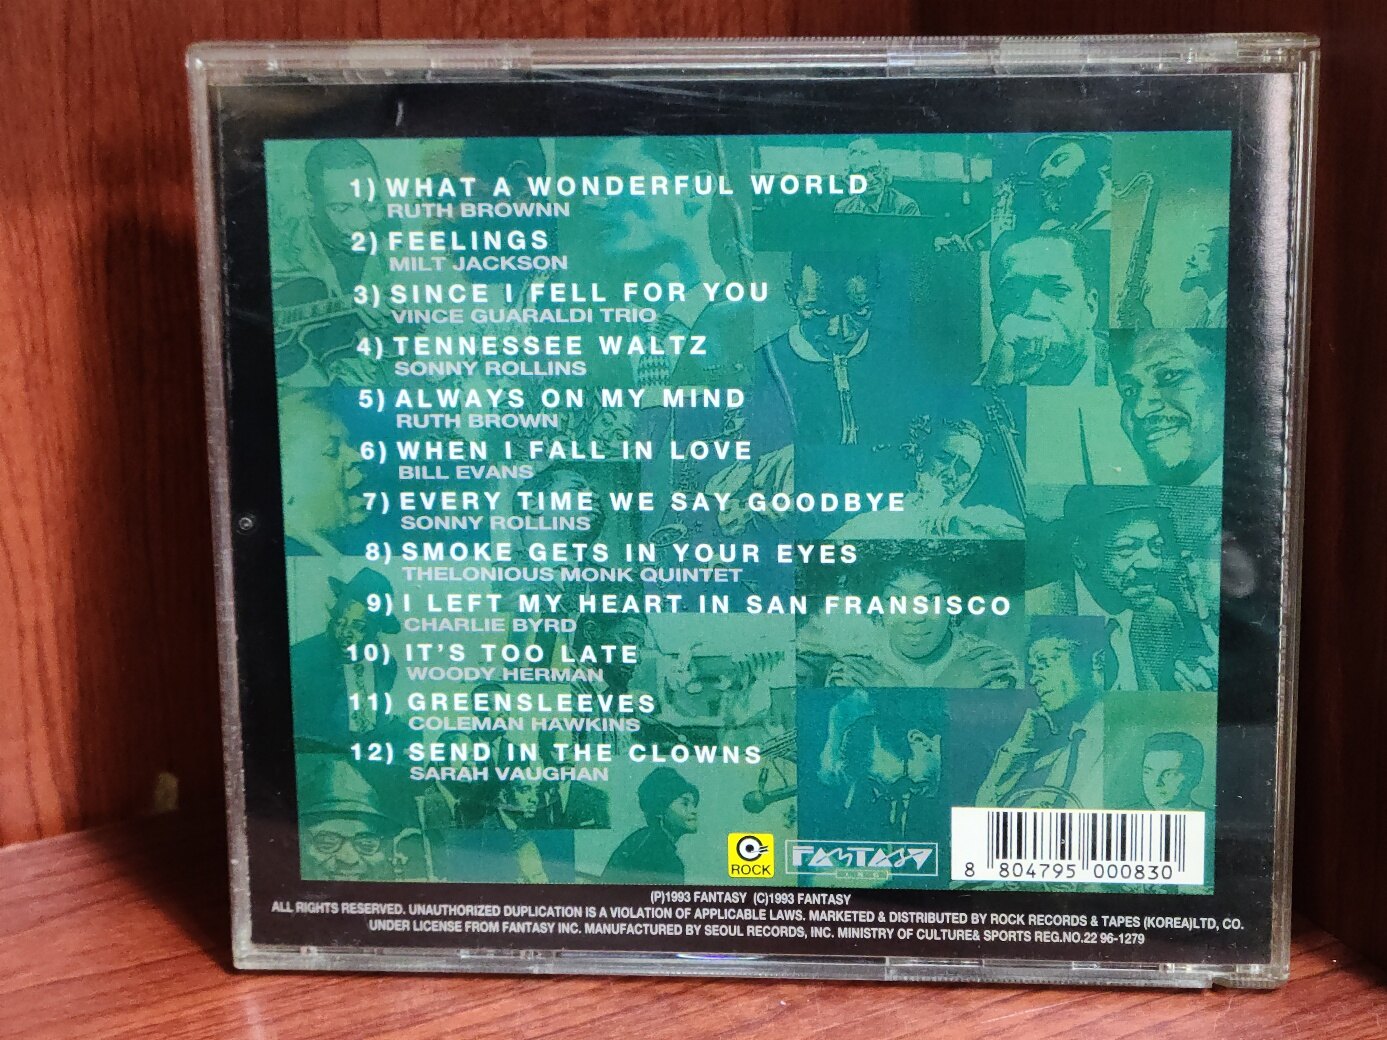 1) WHAT A WONDERFUL WORLD
RUTH BROWNN
2) FEELINGS
MILT JACKSON
3) SINCE I FELL FOR YOU
VINCE GUARALDI TRIO
4) TENNESSEE WALTZ
SONNY ROLLINS
5) ALWAYS ON MY MIND
RUTH BROWN
6) WHEN I FALL IN LOVE
BILL EVANS
7) EVERY TIME WE SAY GOODBYE
SONNY ROLLINS
8) SMOKE GETS IN YOUR EYES
THELONIOUS MONK QUINTET
9) I LEFT MY HEART IN SAN FRANSISCO
CHARLIE BYRD
10) IT'S TOO LATE
WOODY HERMAN
11) GREENSLEEVES
COLEMAN HAWKINS
12) SEND IN THE CLOWNS
SARAH VAUGHAN
ROCK
FANTASY
JAZZ
8 804795 000830
(P)1993 FANTASY (C)1993 FANTASY
ALL RIGHTS RESERVED. UNAUTHORIZED DUPLICATION IS A VIOLATION OF APPLICABLE LAWS. MARKETED & DISTRIBUTED BY ROCK RECORDS & TAPES (KOREA)LTD, CO.
UNDER LICENSE FROM FANTASY INC. MANUFACTURED BY SEOUL RECORDS, INC. MINISTRY OF CULTURE& SPORTS REG.NO.22 96-1279